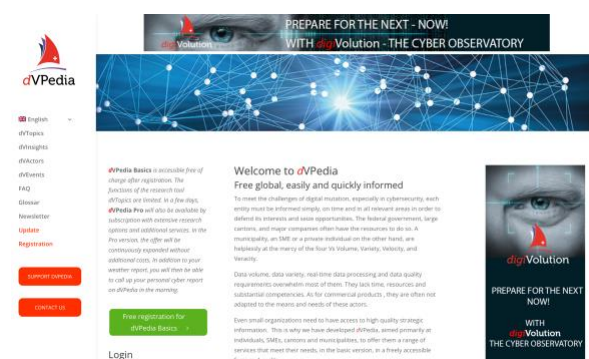 PREPARE FOR THE NEXT - NOW!
WITH digiVolution - THE CYBER OBSERVATORY
digiVolution
dVPedia
English
dVTopics
dVInsights
dVActors
dVEvents
FAQ
Glossar
Newsletter
Update
Registration
SUPPORT DVPEDIA
CONTACT US
dVPedia Basics is accessible free of
charge after registration. The
functions of the research tool
dVTopics are limited. In a few days,
dVPedia Pro will also be available by
subscription with extensive research
options and additional services. In the
Pro version, the offer will be
continuously expanded without
additional costs. In addition to your
weather report, you will then be able
to call up your personal cyber report
on dVPedia in the morning.
Free registration for
dVPedia Basics >
Login
Welcome to dVPedia
Free global, easily and quickly informed
To meet the challenges of digital mutation, especially in cybersecurity, each
entity must be informed simply, on time and in all relevant areas in order to
defend its interests and seize opportunities. The federal government, large
cantons, and major companies often have the resources to do so. A
municipality, an SME or a private individual on the other hand, are
helplessly at the mercy of the four Vs Volume, Variety, Velocity, and
Veracity.
Data volume, data variety, real-time data processing and data quality
requirements overwhelm most of them. They lack time, resources and
substantial competencies. As for commercial products, they are often not
adapted to the means and needs of these actors.
Even small organizations need to have access to high quality strategic
information. This is why we have developed dVPedia, aimed primarily at
individuals, SMEs, cantons and municipalities, to offer them a range of
services that meet their needs, in the basic version, in a freely accessible
digiVolution
PREPARE FOR THE NEXT
NOW!
WITH
digiVolution
THE CYBER OBSERVATORY